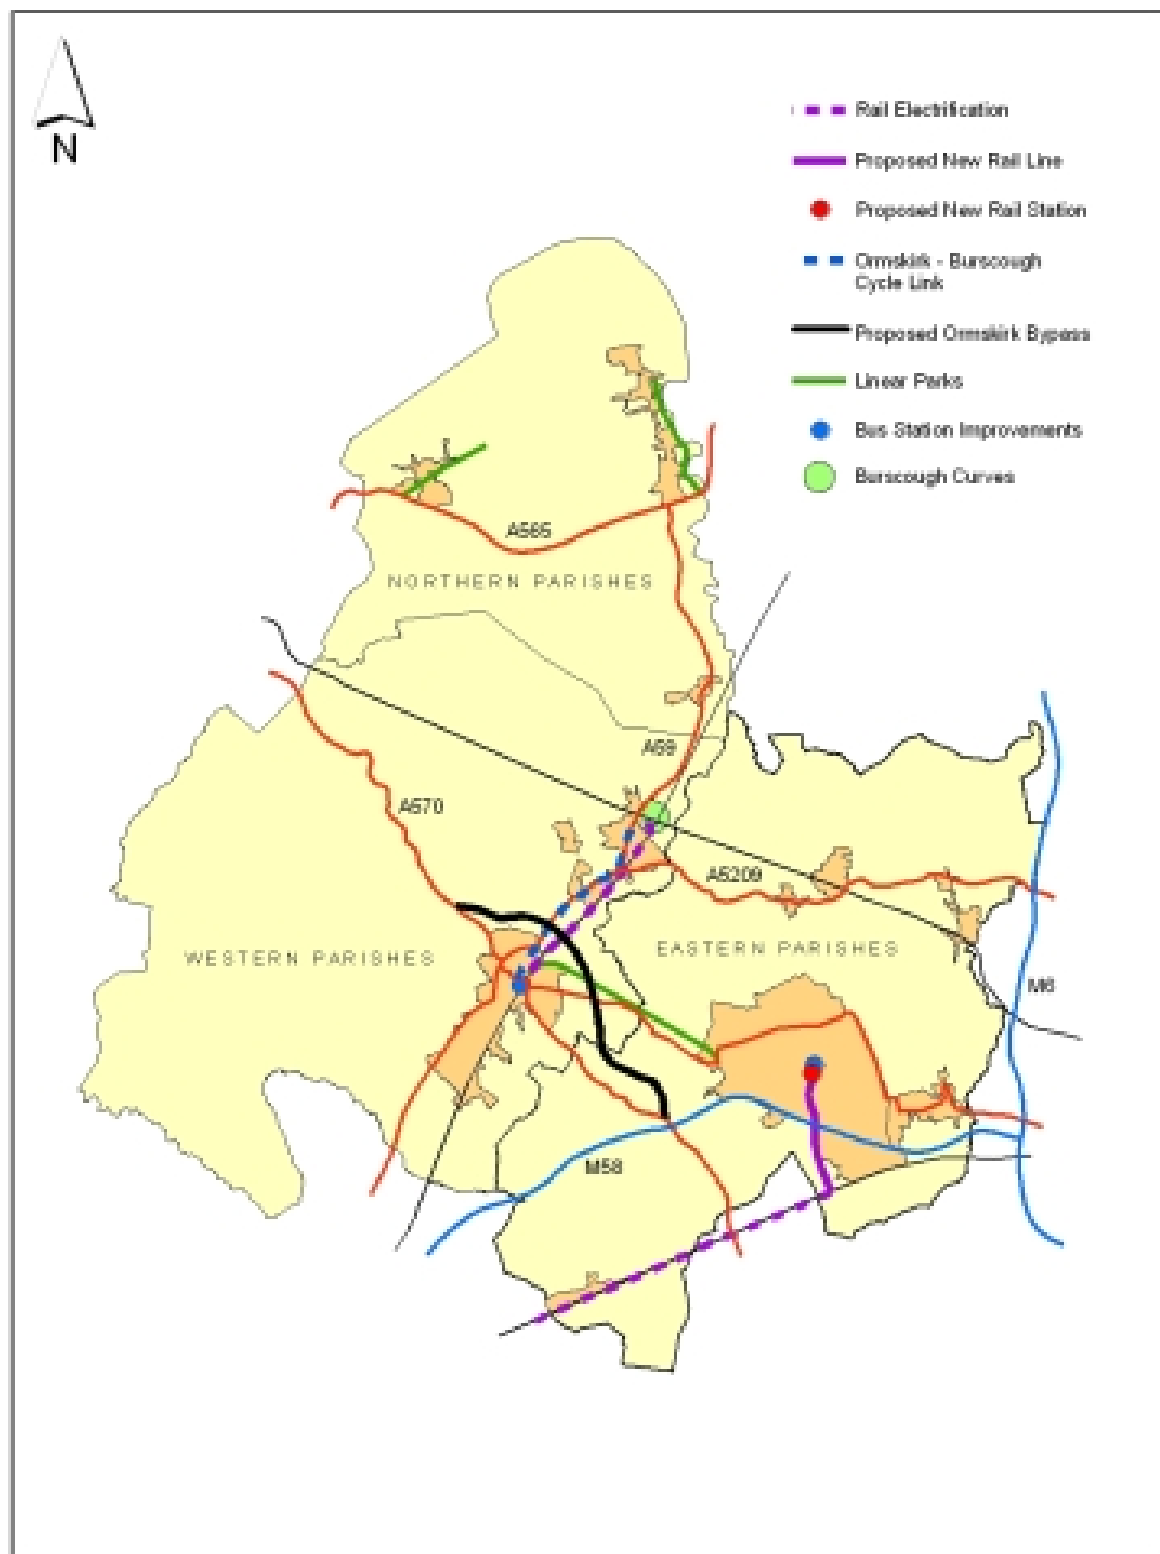 N
Rail Electrification
Proposed New Rail Line
Proposed New Rail Station
Ormskirk - Burscough
Cycle Link
Proposed Ormskirk Bypass
Linear Parks
Bus Station Improvements
Burscough Curves
A565
NORTHERN PARISHES
A59
A570
A5209
WESTERN PARISHES
EASTERN PARISHES
M6
M58